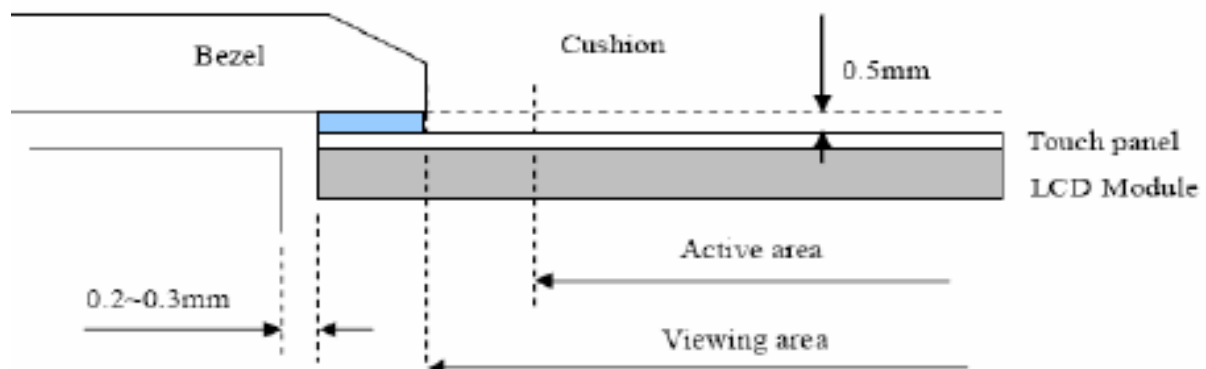 Cushion
Bezel
0.5mm
Touch panel
LCD Module
Active area
0.2~0.3mm
Viewing area